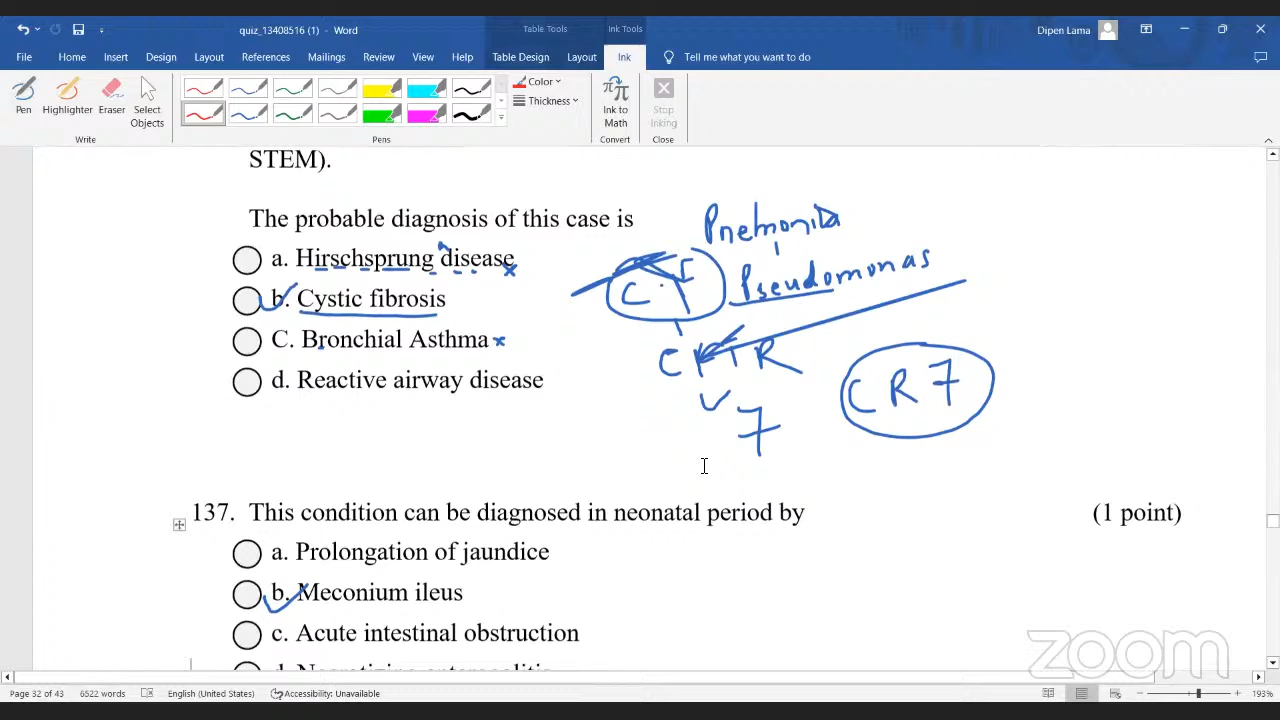 quiz_13408516 (1) - Word
Table Tools
Ink Tools
Dipen Lama
File Home Insert Design Layout References Mailings Review View Help Table Design Layout Ink Tell me what you want to do
Pen Highlighter Eraser Select Objects
Color
Thickness
Ink to Math
Stop Inking
Write Pens Convert Close
STEM).
The probable diagnosis of this case is
a. Hirschsprung disease
b. Cystic fibrosis
C. Bronchial Asthma
d. Reactive airway disease
Pseudomonas
CF
CFTR
7
CR7
137. This condition can be diagnosed in neonatal period by (1 point)
a. Prolongation of jaundice
b. Meconium ileus
c. Acute intestinal obstruction
d. Necrotizing enterocolitis
zoom
Page 32 of 43 6522 words English (United States) Accessibility: Unavailable 193%